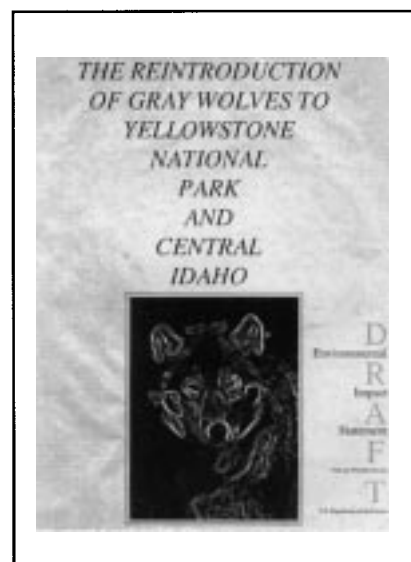 THE REINTRODUCTION
OF GRAY WOLVES TO
YELLOWSTONE
NATIONAL
PARK
AND
CENTRAL
IDAHO
D
Environmental
R
Impact
A
Statement
F
T